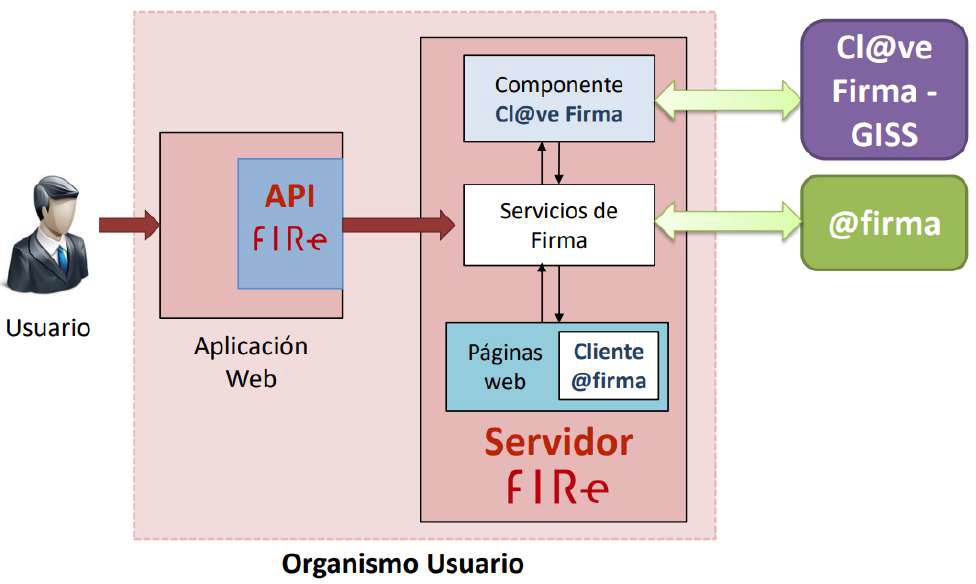 Usuario
API
FIRe
Aplicación
Web
Componente
Cl@ve Firma
Servicios de
Firma
Páginas
web
Cliente
@firma
Servidor
FIRe
Organismo Usuario
Cl@ve
Firma -
GISS
@firma